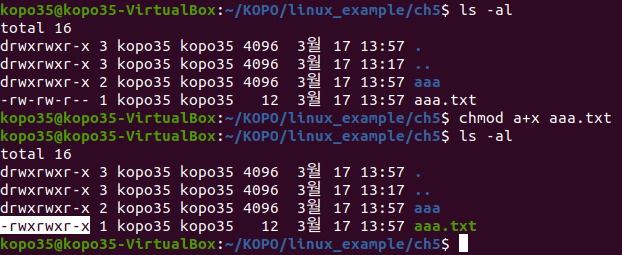 kopo35@kopo35-VirtualBox:~/KOPO/linux_example/ch5$ ls -al
total 16
drwxrwxr-x 3 kopo35 kopo35 4096  3월 17 13:57 .
drwxrwxr-x 3 kopo35 kopo35 4096  3월 17 13:17 ..
drwxrwxr-x 2 kopo35 kopo35 4096  3월 17 13:57 aaa
-rw-rw-r-- 1 kopo35 kopo35   12  3월 17 13:57 aaa.txt
kopo35@kopo35-VirtualBox:~/KOPO/linux_example/ch5$ chmod a+x aaa.txt
kopo35@kopo35-VirtualBox:~/KOPO/linux_example/ch5$ ls -al
total 16
drwxrwxr-x 3 kopo35 kopo35 4096  3월 17 13:57 .
drwxrwxr-x 3 kopo35 kopo35 4096  3월 17 13:17 ..
drwxrwxr-x 2 kopo35 kopo35 4096  3월 17 13:57 aaa
-rwxrwxr-x 1 kopo35 kopo35   12  3월 17 13:57 aaa.txt
kopo35@kopo35-VirtualBox:~/KOPO/linux_example/ch5$